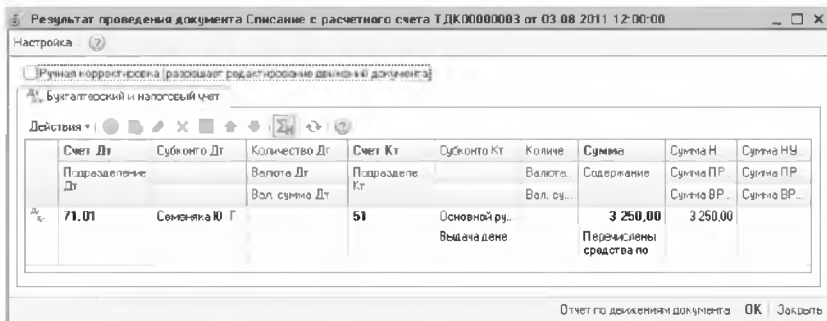 Результат проведения документа Списание с расчетного счета ТДК00000003 от 03.08.2011 12:00:00
Настройка
Ручная корректировка (разрешает редактирование движений документа)
Бухгалтерский и налоговый учет
Действия
Счет Дт Субконто Дт Количество Дт Счет Кт Субконто Кт Количе Сумма Сумма Н.. Сумма НУ..
Подразделение Дт Валюта Дт Подразделе.. Кт Валюта.. Содержание Сумма ПР.. Сумма ПР..
Вал. сумма Дт Вал. су.. Сумма ВР.. Сумма ВР..
71.01 Семеняка Ю Г 51 Основной ру.. 3 250,00 3 250,00
Выдача дене Перечислены средства по
Отчет по движениям документа OK Закрыть